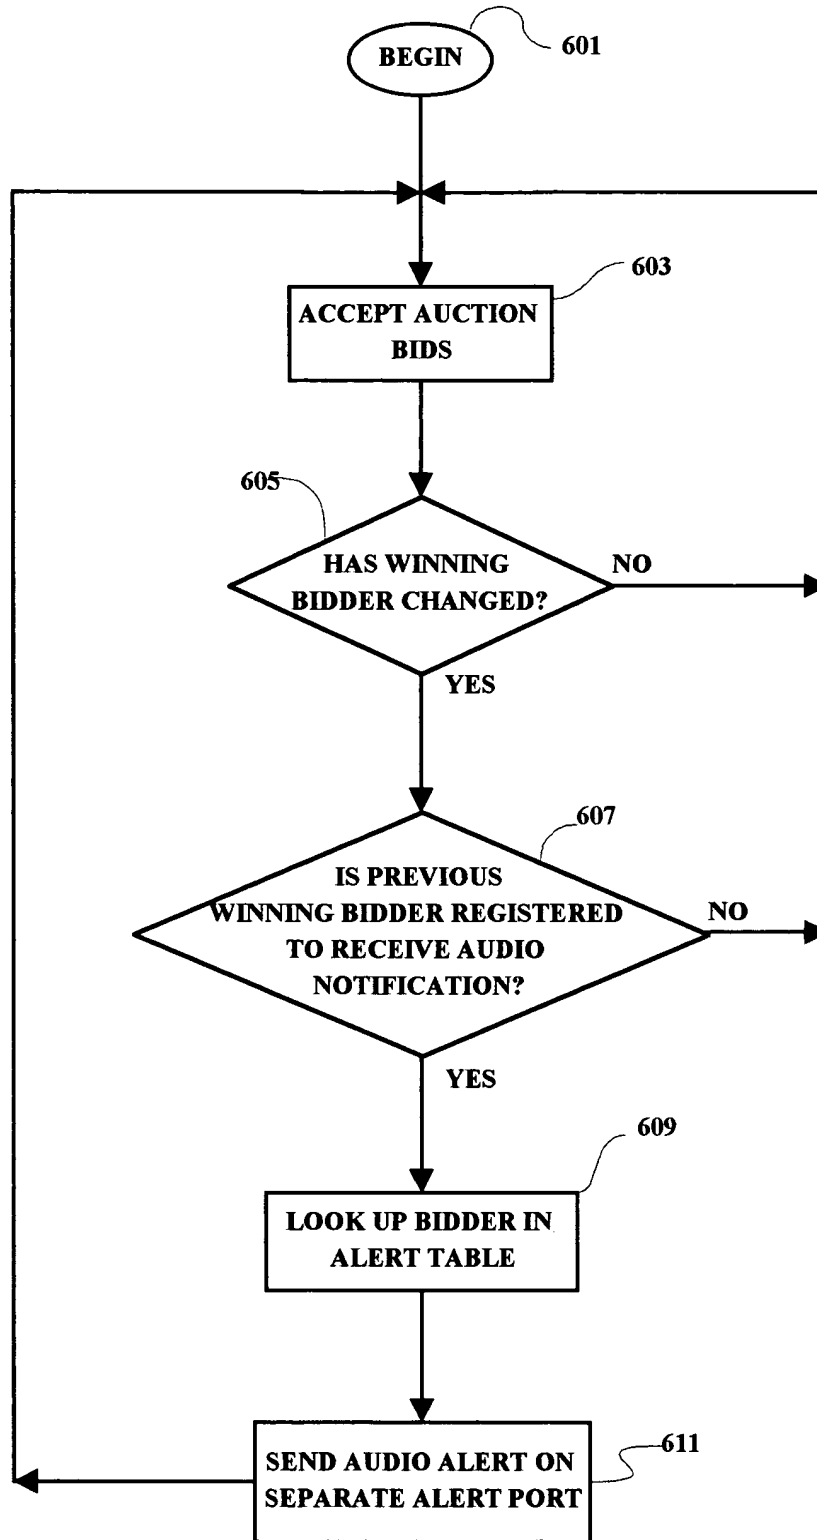 BEGIN
601
603
ACCEPT AUCTION
BIDS
605
HAS WINNING
BIDDER CHANGED?
NO
YES
607
IS PREVIOUS
WINNING BIDDER REGISTERED
TO RECEIVE AUDIO
NOTIFICATION?
NO
YES
609
LOOK UP BIDDER IN
ALERT TABLE
611
SEND AUDIO ALERT ON
SEPARATE ALERT PORT